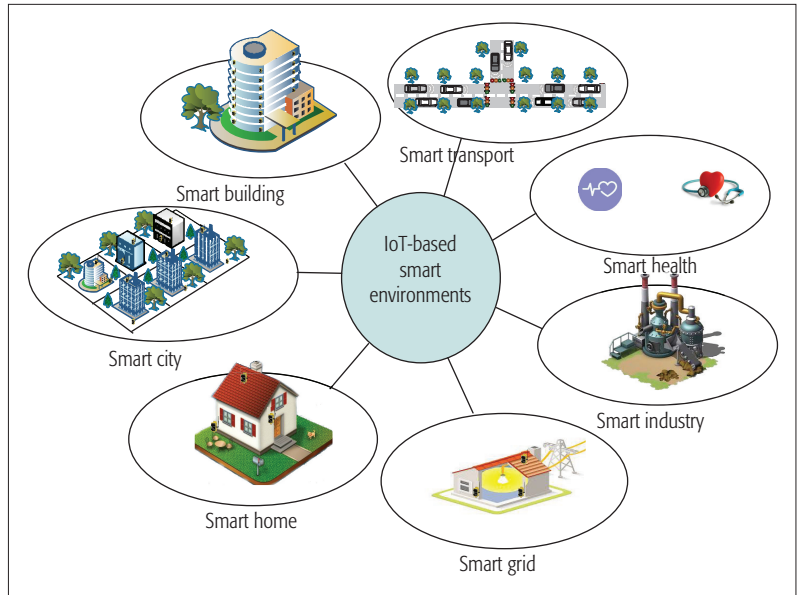 Smart transport
Smart building
Smart health
IoT-based
smart
environments
Smart city
Smart industry
Smart home
Smart grid